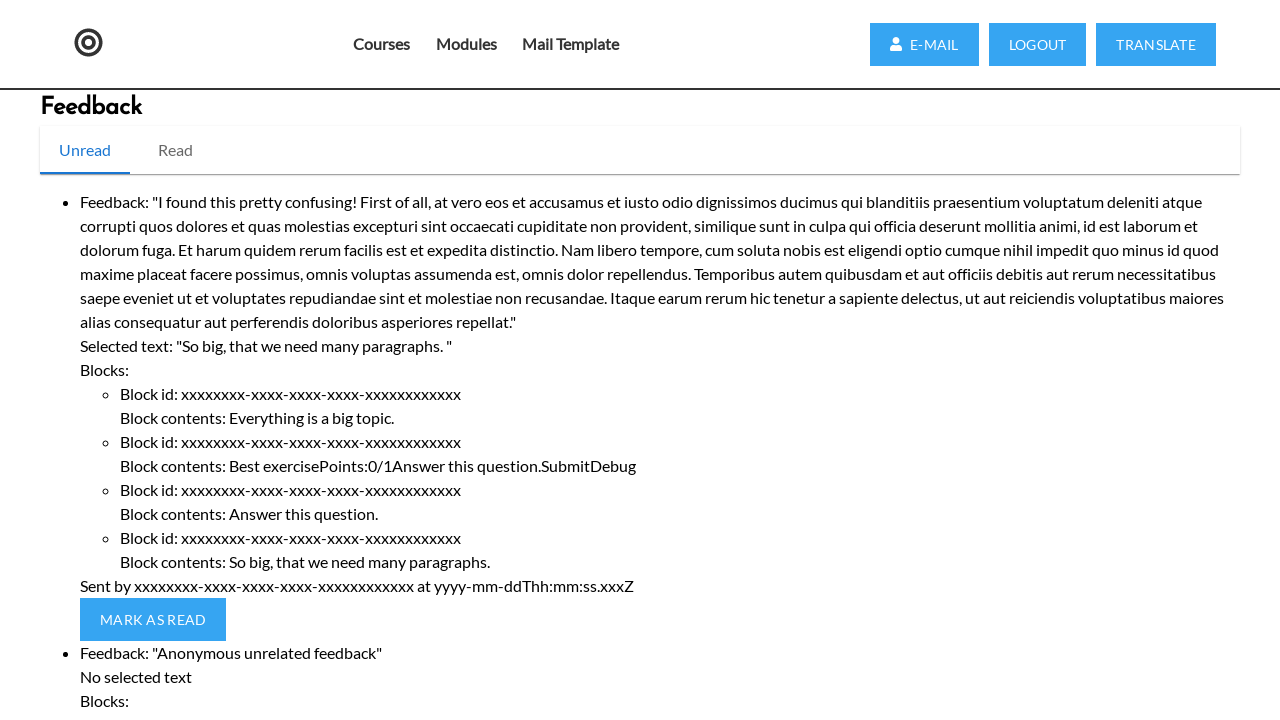 Courses Modules Mail Template E-MAIL LOGOUT TRANSLATE
Feedback
Unread Read
Feedback: "I found this pretty confusing! First of all, at vero eos et accusamus et iusto odio dignissimos ducimus qui blanditiis praesentium voluptatum deleniti atque
corrupti quos dolores et quas molestias excepturi sint occaecati cupiditate non provident, similique sunt in culpa qui officia deserunt mollitia animi, id est laborum et
dolorum fuga. Et harum quidem rerum facilis est et expedita distinctio. Nam libero tempore, cum soluta nobis est eligendi optio cumque nihil impedit quo minus id quod
maxime placeat facere possimus, omnis voluptas assumenda est, omnis dolor repellendus. Temporibus autem quibusdam et aut officiis debitis aut rerum necessitatibus
saepe eveniet ut et voluptates repudiandae sint et molestiae non recusandae. Itaque earum rerum hic tenetur a sapiente delectus, ut aut reiciendis voluptatibus maiores
alias consequatur aut perferendis doloribus asperiores repellat."
Selected text: "So big, that we need many paragraphs. "
Blocks:
Block id: xxxxxxxx-xxxx-xxxx-xxxx-xxxxxxxxxxxx
Block contents: Everything is a big topic.
Block id: xxxxxxxx-xxxx-xxxx-xxxx-xxxxxxxxxxxx
Block contents: Best exercisePoints:0/1Answer this question.SubmitDebug
Block id: xxxxxxxx-xxxx-xxxx-xxxx-xxxxxxxxxxxx
Block contents: Answer this question.
Block id: xxxxxxxx-xxxx-xxxx-xxxx-xxxxxxxxxxxx
Block contents: So big, that we need many paragraphs.
Sent by xxxxxxxx-xxxx-xxxx-xxxx-xxxxxxxxxxxx at yyyy-mm-ddThh:mm:ss.xxxZ
MARK AS READ
Feedback: "Anonymous unrelated feedback"
No selected text
Blocks: